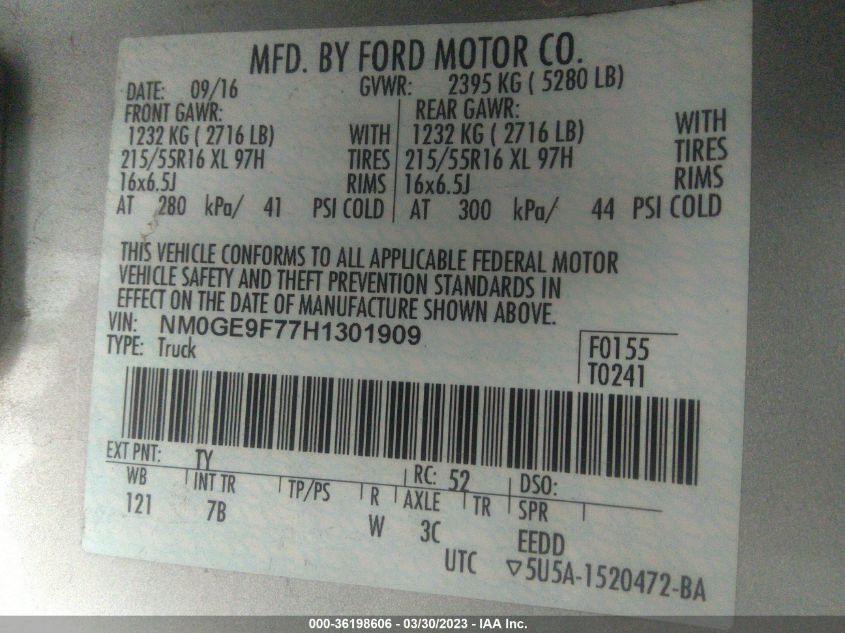 MFD. BY FORD MOTOR CO.
DATE: 09/16 GVWR: 2395 KG ( 5280 LB)
FRONT GAWR: REAR GAWR:
1232 KG ( 2716 LB) WITH 1232 KG ( 2716 LB) WITH
215/55R16 XL 97H TIRES 215/55R16 XL 97H TIRES
16x6.5J RIMS 16x6.5J RIMS
AT 280 kPa/ 41 PSI COLD AT 300 kPa/ 44 PSI COLD
THIS VEHICLE CONFORMS TO ALL APPLICABLE FEDERAL MOTOR
VEHICLE SAFETY AND THEFT PREVENTION STANDARDS IN
EFFECT ON THE DATE OF MANUFACTURE SHOWN ABOVE.
VIN: NM0GE9F77H1301909
TYPE: Truck
F0155
T0241
EXT PNT: TY RC: 52 DSO:
WB INT TR TP/PS R AXLE TR SPR
121 7B W 3C EEDD
UTC ▽5U5A-1520472-BA
000-36198606 — 03/30/2023 — IAA Inc.